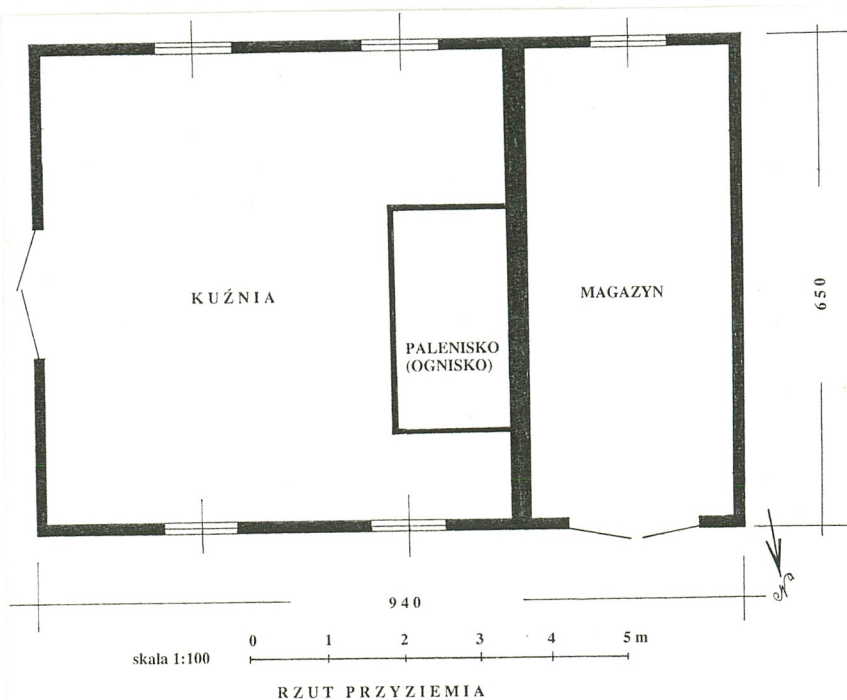 KUŹNIA
MAGAZYN
PALENISKO
(OGNISKO)
650
940
N
0 1 2 3 4 5 m
skala 1:100
RZUT PRZYZIEMIA